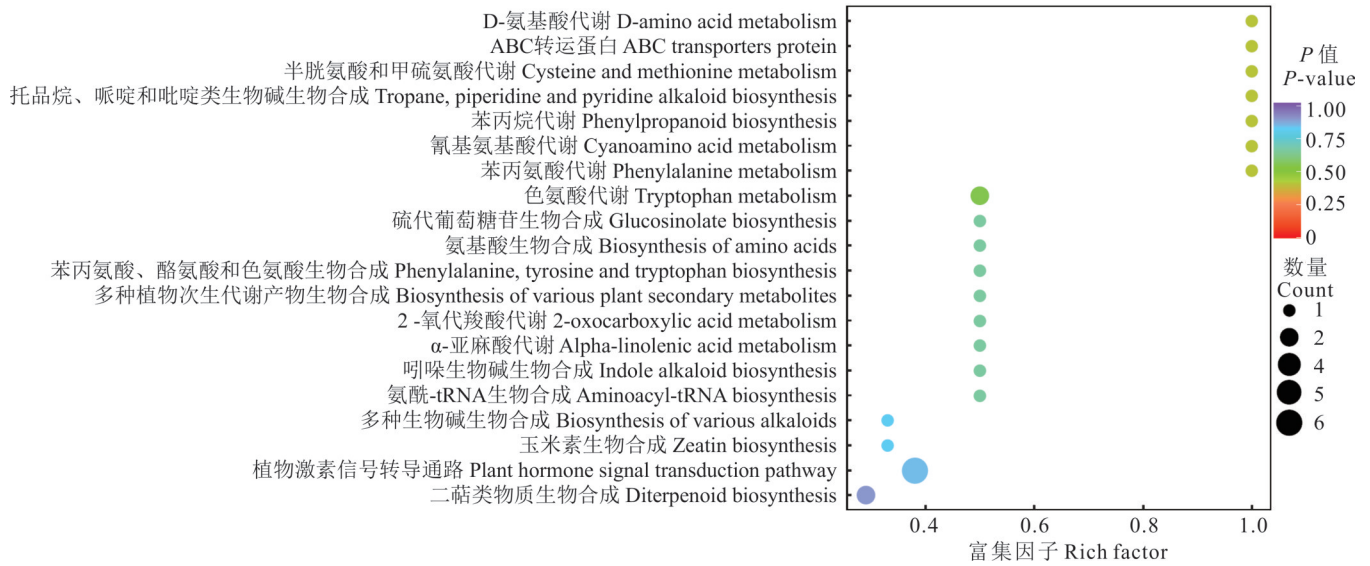 D-氨基酸代谢 D-amino acid metabolism
ABC转运蛋白 ABC transporters protein
半胱氨酸和甲硫氨酸代谢 Cysteine and methionine metabolism
托品烷、哌啶和吡啶类生物碱生物合成 Tropane, piperidine and pyridine alkaloid biosynthesis
苯丙烷代谢 Phenylpropanoid biosynthesis
氰基氨基酸代谢 Cyanoamino acid metabolism
苯丙氨酸代谢 Phenylalanine metabolism
色氨酸代谢 Tryptophan metabolism
硫代葡萄糖苷生物合成 Glucosinolate biosynthesis
氨基酸生物合成 Biosynthesis of amino acids
苯丙氨酸、酪氨酸和色氨酸生物合成 Phenylalanine, tyrosine and tryptophan biosynthesis
多种植物次生代谢产物生物合成 Biosynthesis of various plant secondary metabolites
2 -氧代羧酸代谢 2-oxocarboxylic acid metabolism
α-亚麻酸代谢 Alpha-linolenic acid metabolism
吲哚生物碱生物合成 Indole alkaloid biosynthesis
氨酰-tRNA生物合成 Aminoacyl-tRNA biosynthesis
多种生物碱生物合成 Biosynthesis of various alkaloids
玉米素生物合成 Zeatin biosynthesis
植物激素信号转导通路 Plant hormone signal transduction pathway
二萜类物质生物合成 Diterpenoid biosynthesis
0.4 0.6 0.8 1.0
富集因子 Rich factor
P 值
P-value
1.00
0.75
0.50
0.25
0
数量
Count
1
2
4
5
6